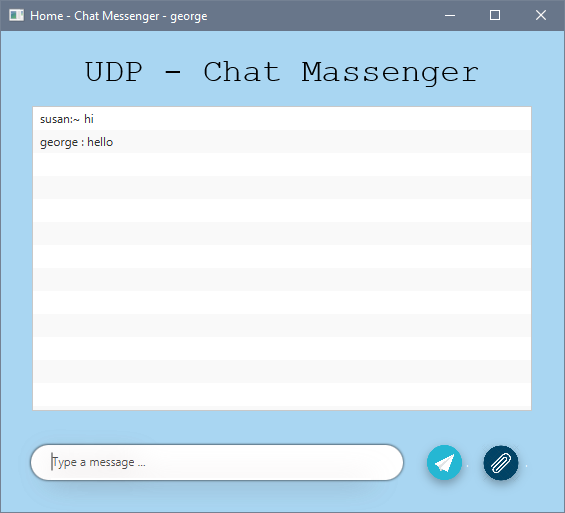 Home - Chat Messenger - george
UDP - Chat Massenger
susan:~ hi
george : hello
Type a message ...